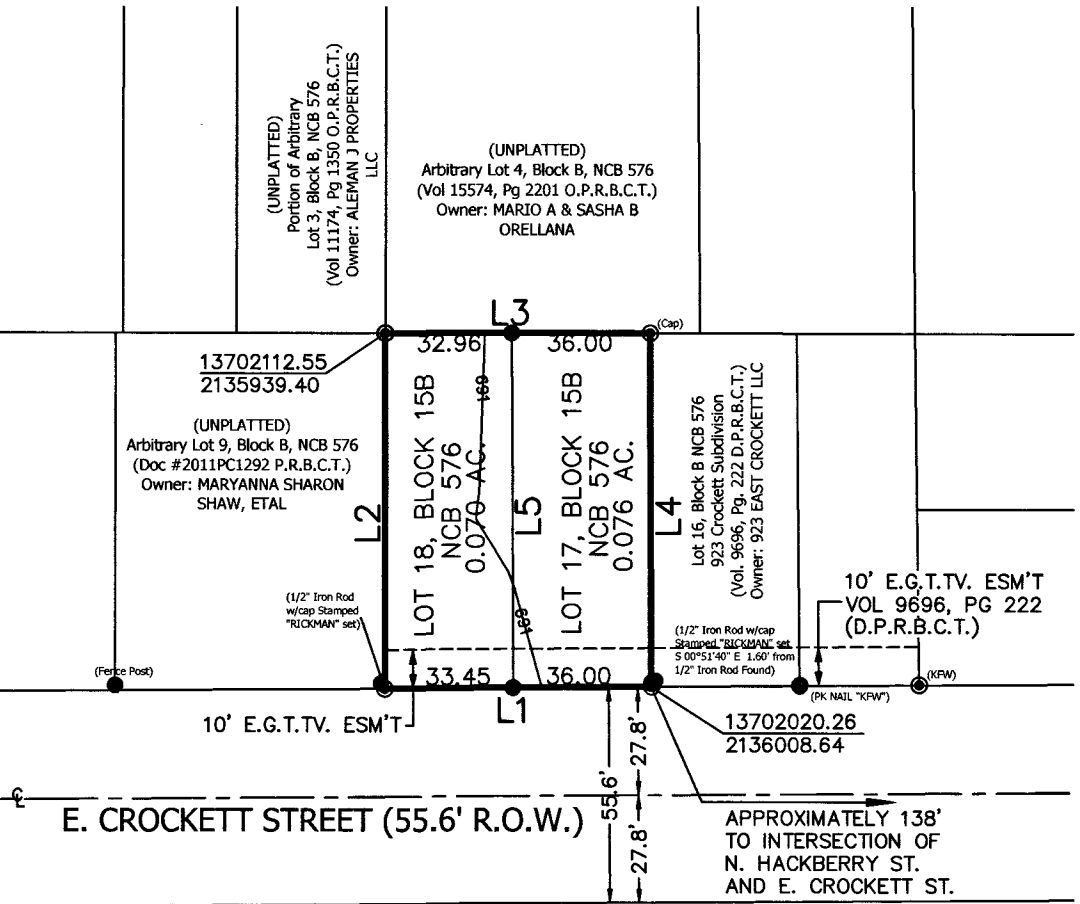 (UNPLATTED)
Portion of Arbitrary
Lot 3, Block B, NCB 576
(Vol 11174, Pg 1350 O.P.R.B.C.T.)
Owner: ALEMAN J PROPERTIES
LLC
(UNPLATTED)
Arbitrary Lot 4, Block B, NCB 576
(Vol 15574, Pg 2201 O.P.R.B.C.T.)
Owner: MARIO A & SASHA B
ORELLANA
L3
(Cap)
32.96
36.00
13702112.55
2135939.40
(UNPLATTED)
Arbitrary Lot 9, Block B, NCB 576
(Doc #2011PC1292 P.R.B.C.T.)
Owner: MARYANNA SHARON
SHAW, ETAL
L2
LOT 18, BLOCK 15B
NCB 576
0.070 AC.
691
L5
691
LOT 17, BLOCK 15B
NCB 576
0.076 AC.
L4
Lot 16, Block B NCB 576
923 Crockett Subdivision
(Vol. 9696, Pg. 222 D.P.R.B.C.T.)
Owner: 923 EAST CROCKETT LLC
10' E.G.T.TV. ESM'T
VOL 9696, PG 222
(D.P.R.B.C.T.)
(1/2" Iron Rod
w/cap Stamped
"RICKMAN" set)
(1/2" Iron Rod w/cap
Stamped "RICKMAN" set
S 00°51'40" E 1.60' from
1/2" Iron Rod Found)
(Fence Post)
33.45
36.00
(KFW)
(PK NAIL "KFW")
L1
10' E.G.T.TV. ESM'T
13702020.26
2136008.64
27.8'
55.6'
27.8'
℄
E. CROCKETT STREET (55.6' R.O.W.)
APPROXIMATELY 138'
TO INTERSECTION OF
N. HACKBERRY ST.
AND E. CROCKETT ST.